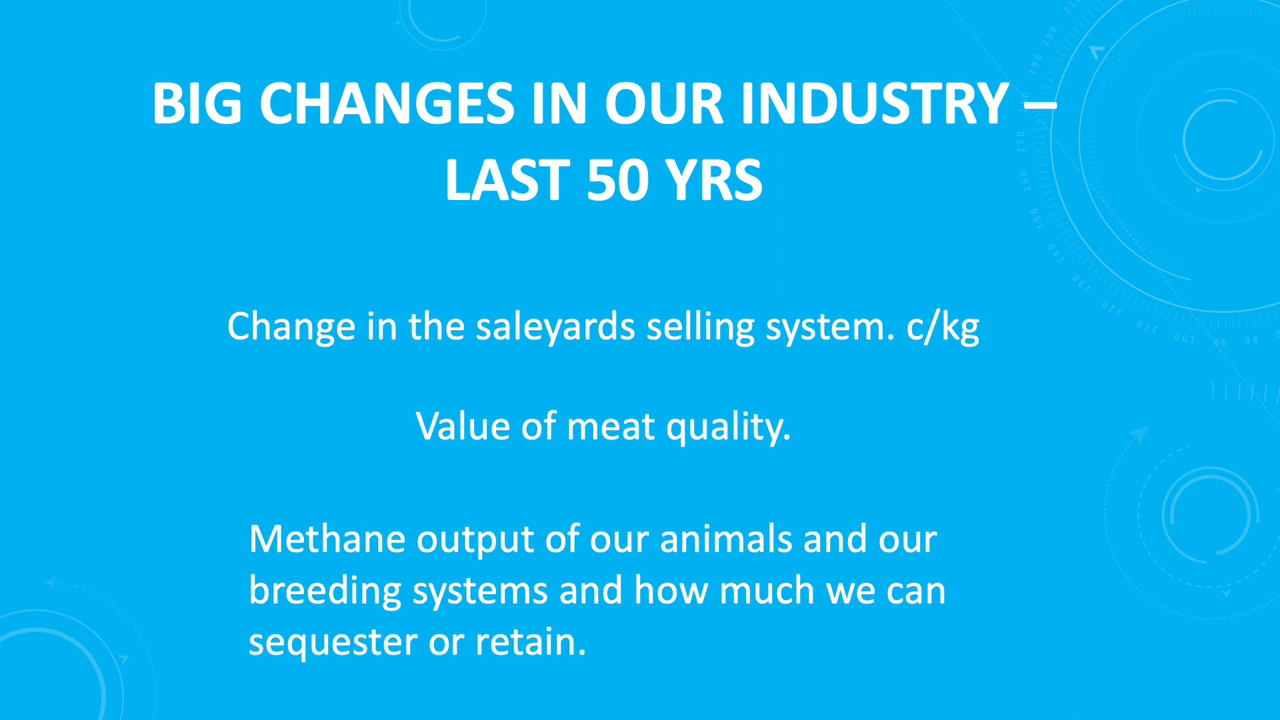 BIG CHANGES IN OUR INDUSTRY –
LAST 50 YRS
Change in the saleyards selling system. c/kg
Value of meat quality.
Methane output of our animals and our
breeding systems and how much we can
sequester or retain.